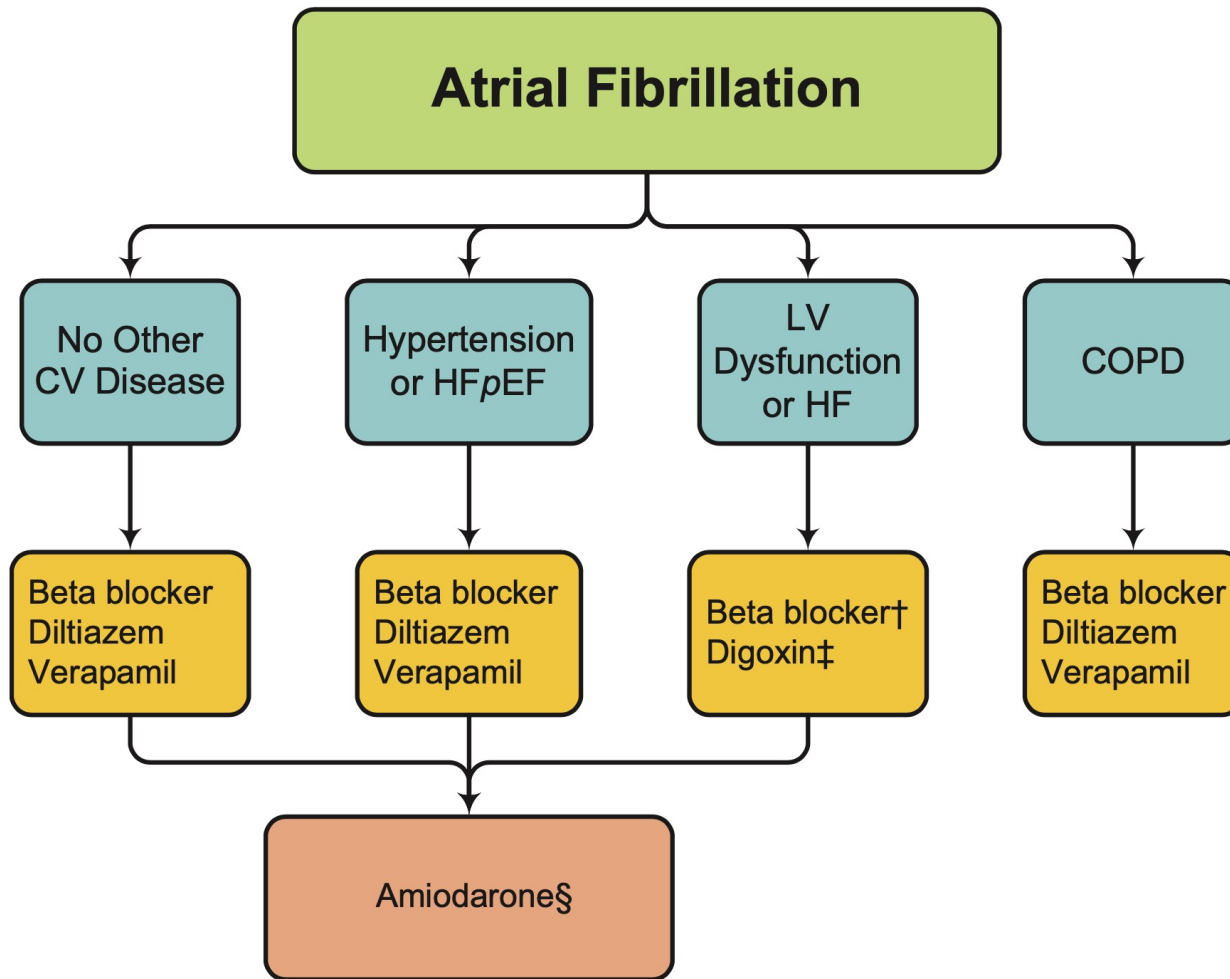 Atrial Fibrillation
No Other
CV Disease
Hypertension
or HFpEF
LV
Dysfunction
or HF
COPD
Beta blocker
Diltiazem
Verapamil
Beta blocker
Diltiazem
Verapamil
Beta blocker†
Digoxin‡
Beta blocker
Diltiazem
Verapamil
Amiodarone§